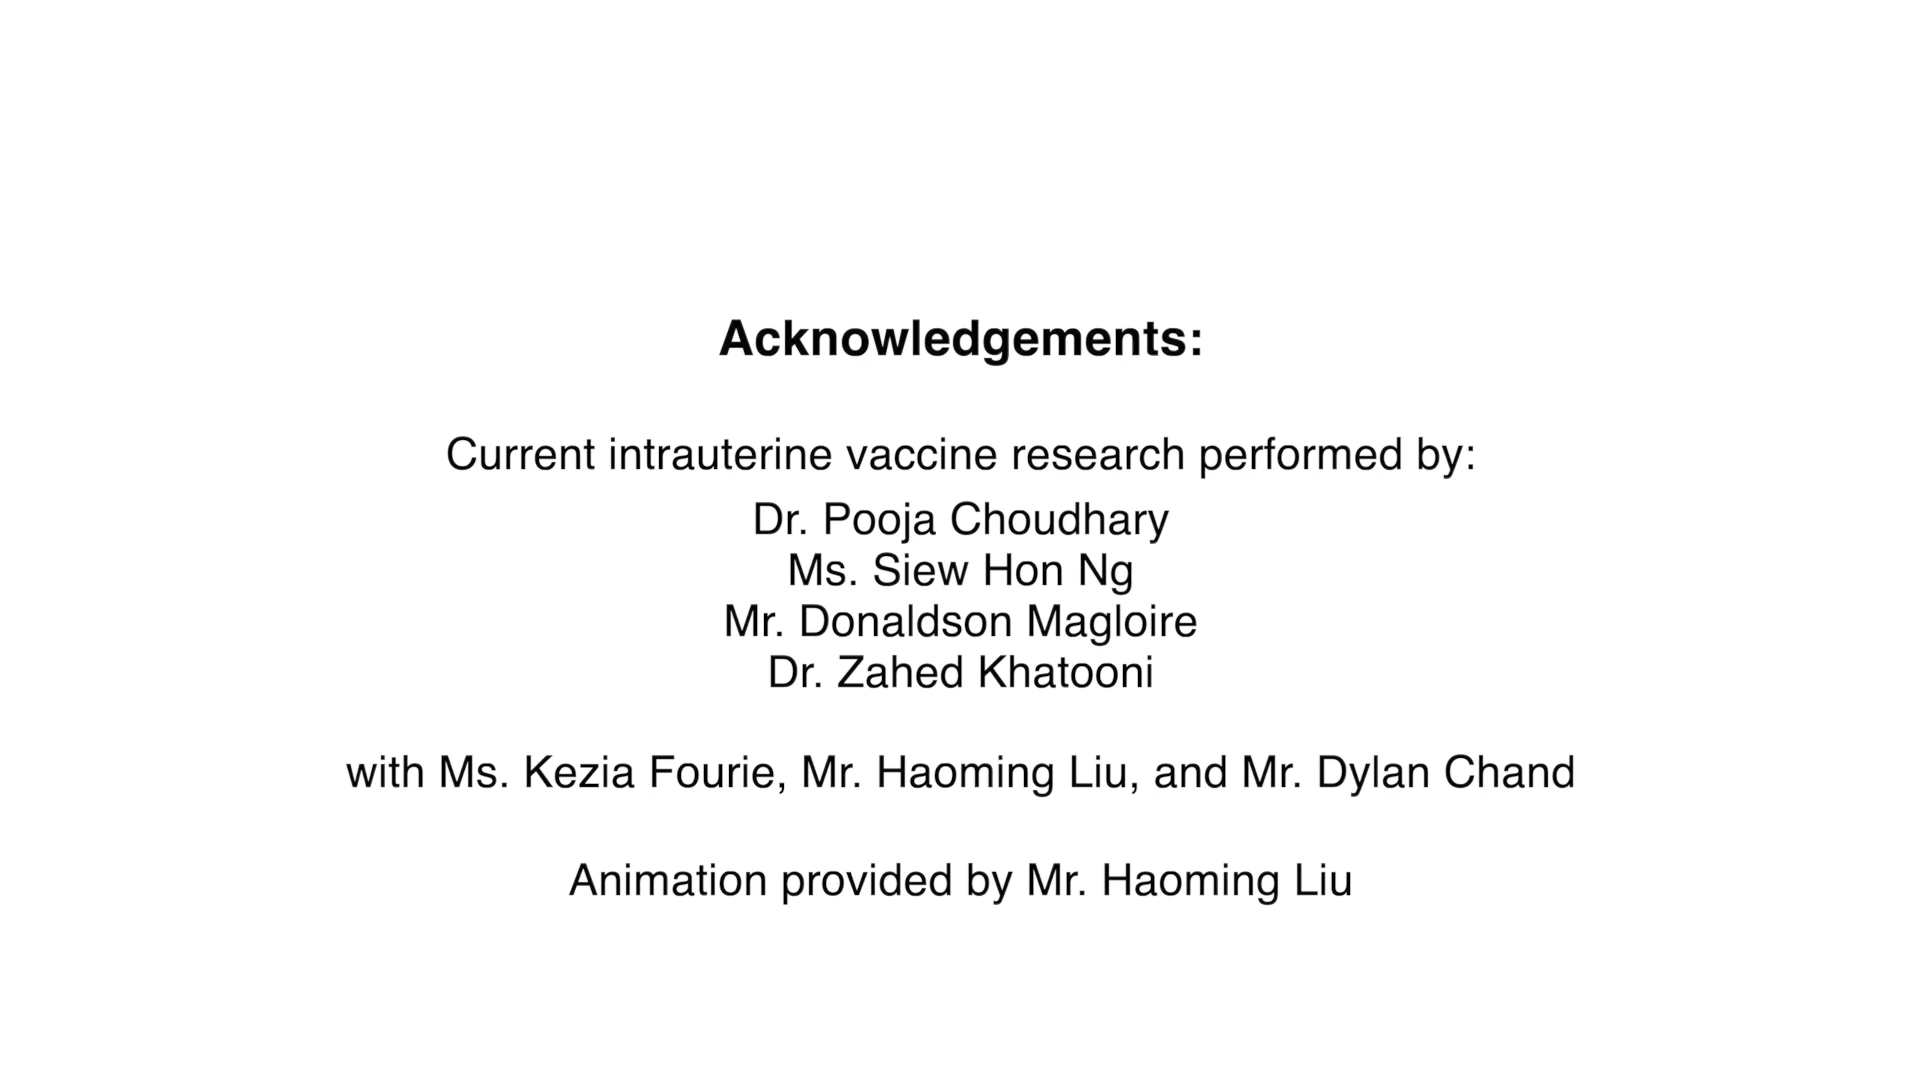 Acknowledgements:
Current intrauterine vaccine research performed by:
Dr. Pooja Choudhary
Ms. Siew Hon Ng
Mr. Donaldson Magloire
Dr. Zahed Khatooni
with Ms. Kezia Fourie, Mr. Haoming Liu, and Mr. Dylan Chand
Animation provided by Mr. Haoming Liu